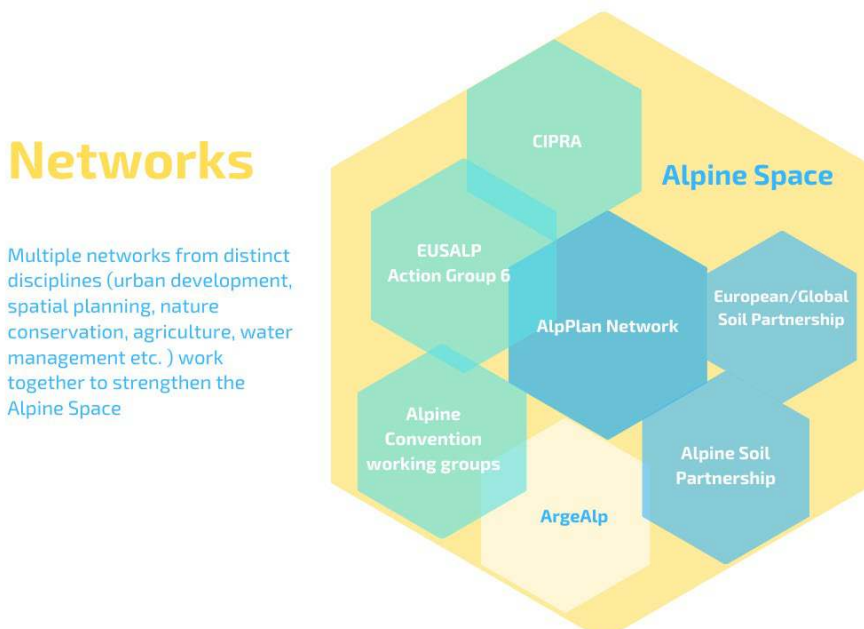 Networks
Multiple networks from distinct
disciplines (urban development,
spatial planning, nature
conservation, agriculture, water
management etc. ) work
together to strengthen the
Alpine Space
CIPRA
Alpine Space
EUSALP
Action Group 6
European/Global
Soil Partnership
AlpPlan Network
Alpine
Convention
working groups
Alpine Soil
Partnership
ArgeAlp